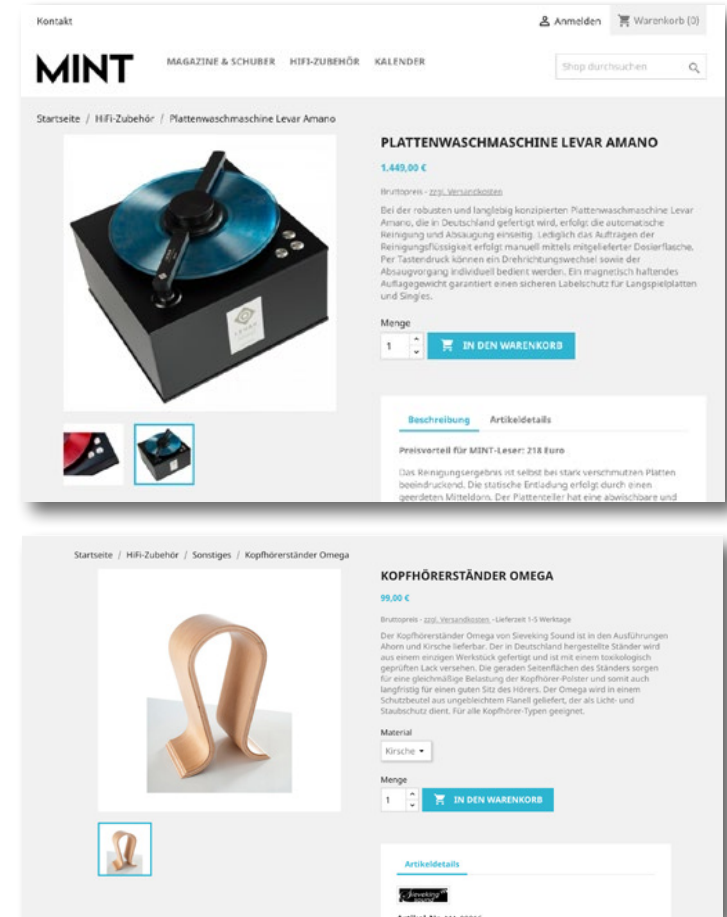 Kontakt
Anmelden
Warenkorb (0)
MINT
MAGAZINE & SCHUBER HIFI-ZUBEHÖR KALENDER
Shop durchsuchen
Startseite / HiFi-Zubehör / Plattenwaschmaschine Levar Amano
PLATTENWASCHMASCHINE LEVAR AMANO
1.449,00 €
Bruttopreis - zzgl. Versandkosten
Bei der robusten und langlebig konzipierten Plattenwaschmaschine Levar
Amano, die in Deutschland gefertigt wird, erfolgt die automatische
Reinigung und Absaugung einseitig. Lediglich das Auftragen der
Reinigungsflüssigkeit erfolgt manuell mittels mitgelieferter Dosierflasche.
Per Tastendruck können ein Drehrichtungswechsel sowie der
Absaugvorgang individuell bedient werden. Ein magnetisch haftendes
Auflagegewicht garantiert einen sicheren Labelschutz für Langspielplatten
und Singles.
Menge
1
IN DEN WARENKORB
LEVAR
Beschreibung Artikeldetails
Preisvorteil für MINT-Leser: 218 Euro
Das Reinigungsergebnis ist selbst bei stark verschmutzen Platten
beeindruckend. Die statische Entladung erfolgt durch einen
geerdeten Mitteldorn. Der Plattenteller hat eine abwischbare und
Startseite / HiFi-Zubehör / Sonstiges / Kopfhörerständer Omega
KOPFHÖRERSTÄNDER OMEGA
99,00 €
Bruttopreis - zzgl. Versandkosten - Lieferzeit 1-5 Werktage
Der Kopfhörerständer Omega von Sieveking Sound ist in den Ausführungen
Ahorn und Kirsche lieferbar. Der in Deutschland hergestellte Ständer wird
aus einem einzigen Werkstück gefertigt und ist mit einem toxikologisch
geprüften Lack versehen. Die geraden Seitenflächen des Ständers sorgen
für eine gleichmäßige Belastung der Kopfhörer-Polster und somit auch
langfristig für einen guten Sitz des Hörers. Der Omega wird in einem
Schutzbeutel aus ungebleichtem Flanell geliefert, der als Licht- und
Staubschutz dient. Für alle Kopfhörer-Typen geeignet.
Material
Kirsche
Menge
1
IN DEN WARENKORB
Artikeldetails
Sieveking
sound